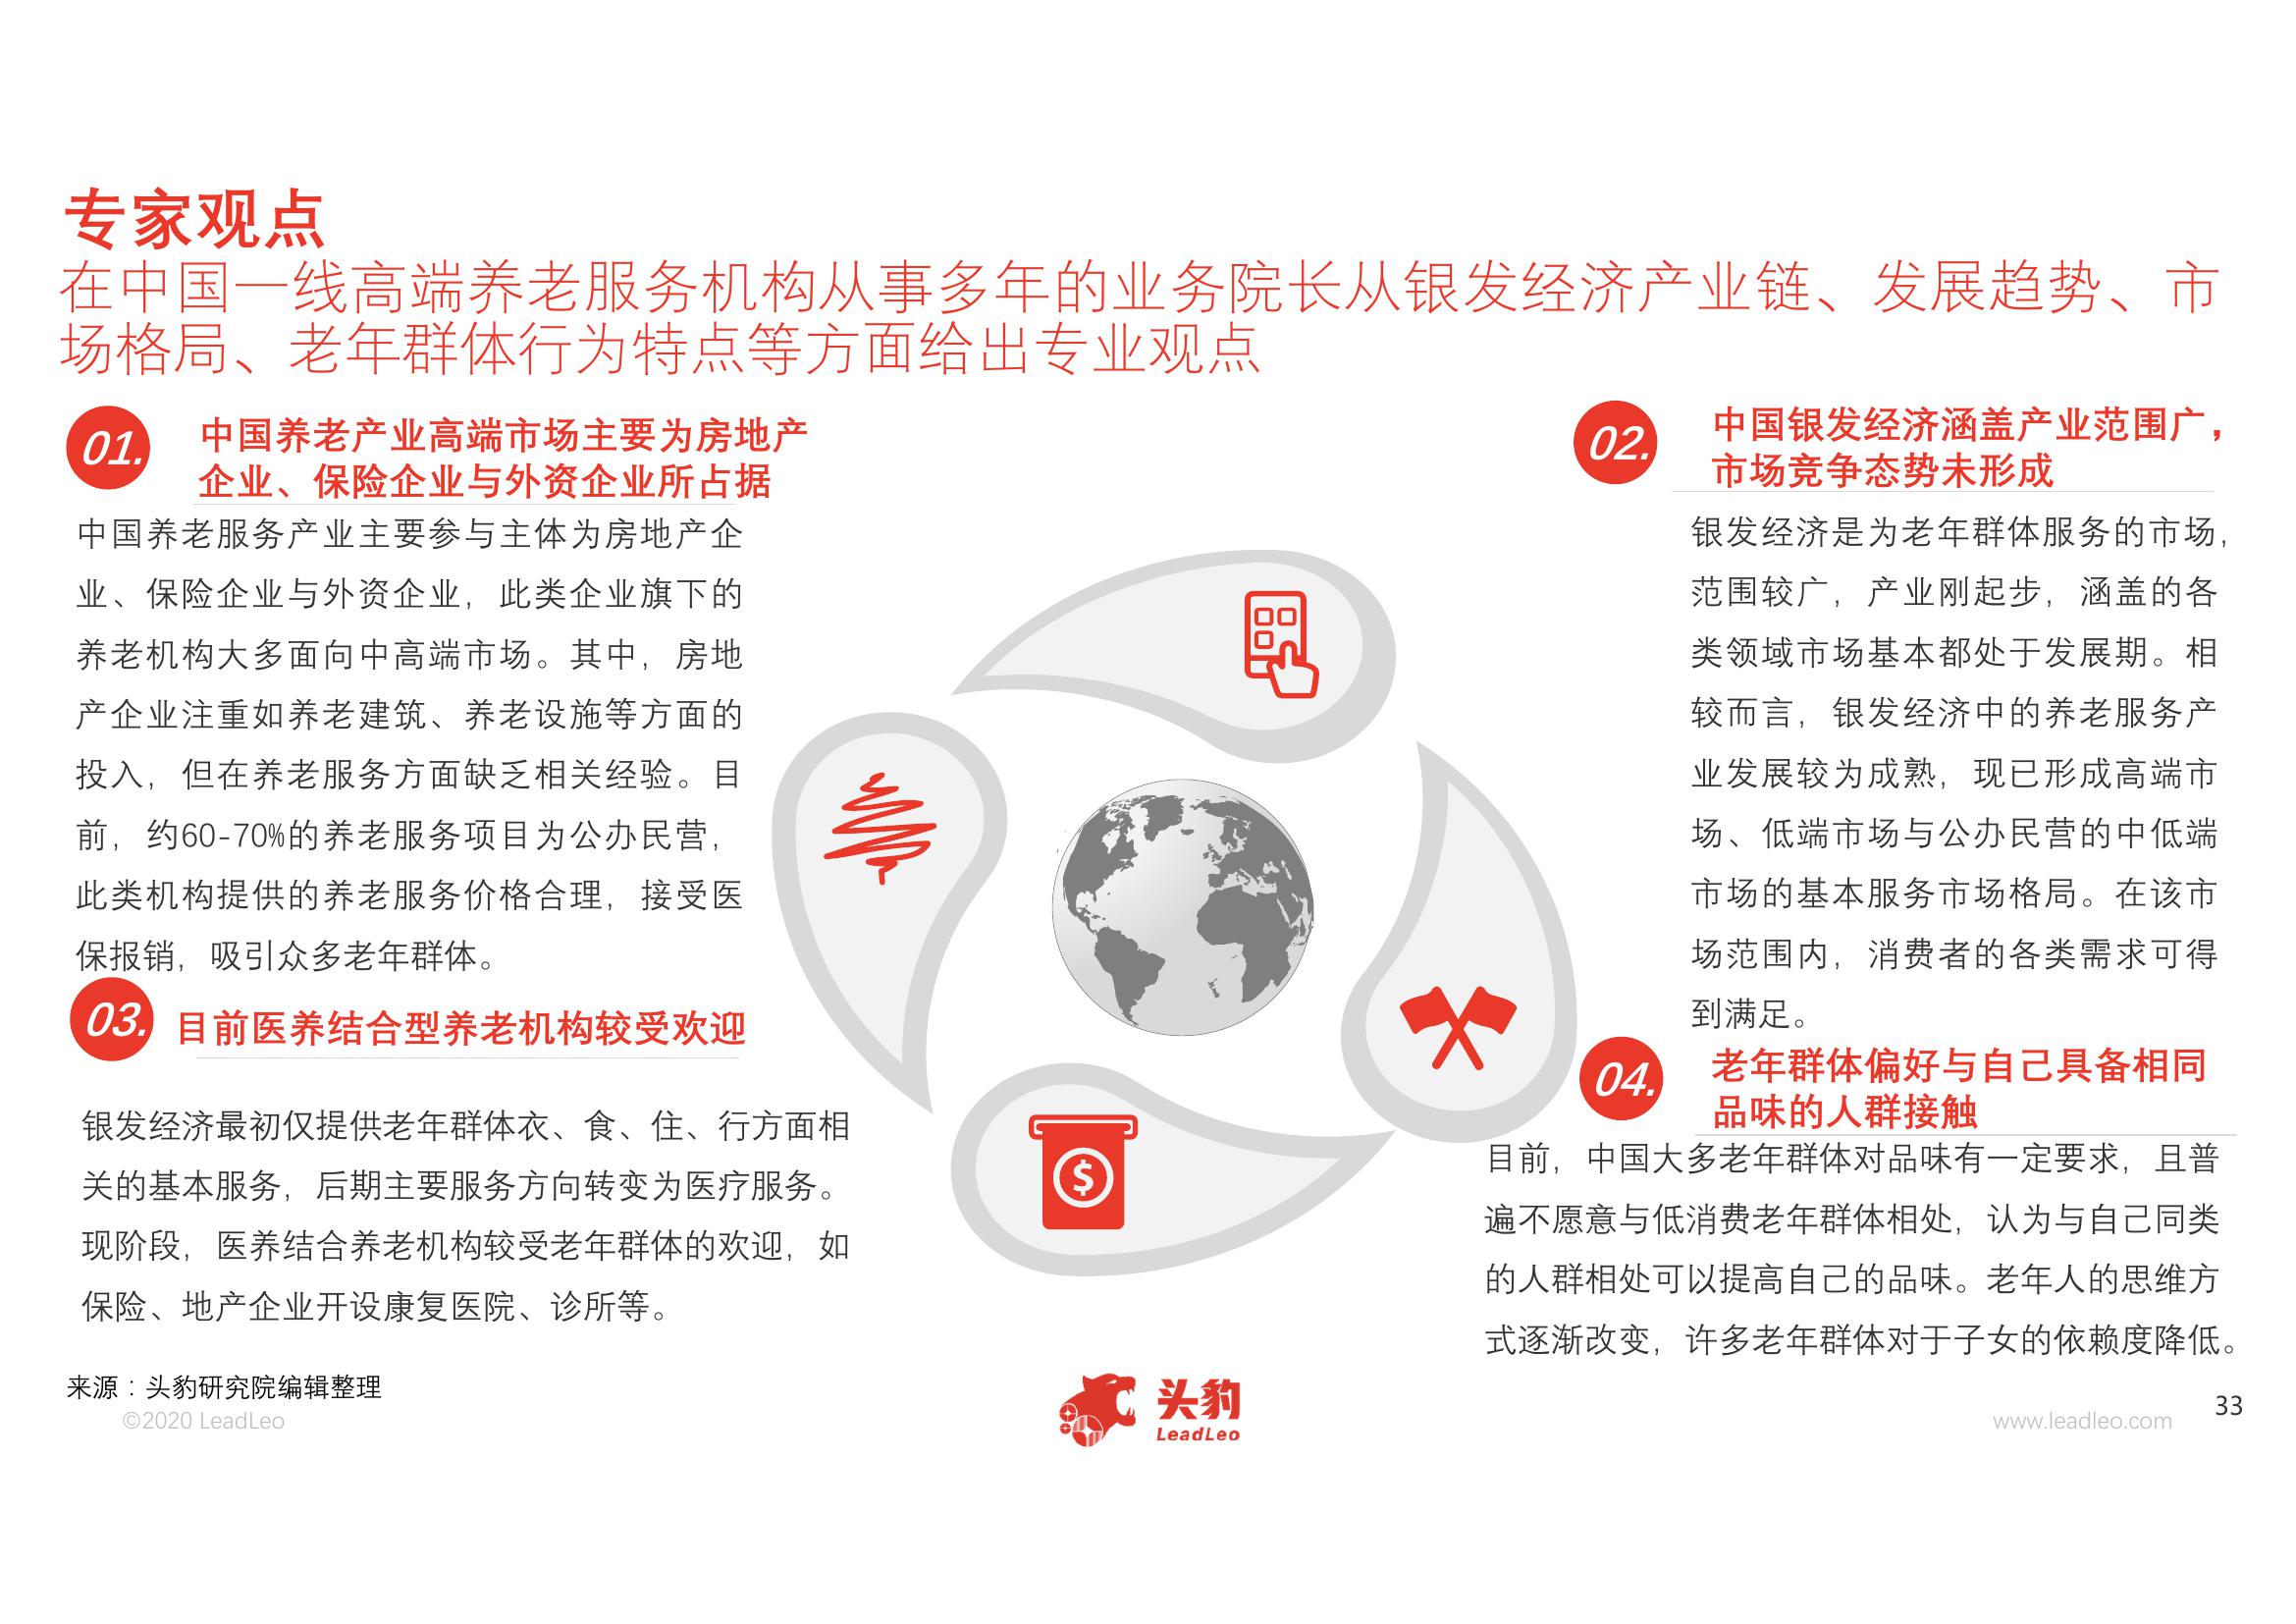 专家观点
在中国一线高端养老服务机构从事多年的业务院长从银发经济产业链、发展趋势、市
场格局、老年群体行为特点等方面给出专业观点
01.
中国养老产业高端市场主要为房地产
企业、保险企业与外资企业所占据
中国养老服务产业主要参与主体为房地产企
业、保险企业与外资企业，此类企业旗下的
养老机构大多面向中高端市场。其中，房地
产企业注重如养老建筑、养老设施等方面的
投入，但在养老服务方面缺乏相关经验。目
前，约60-70%的养老服务项目为公办民营，
此类机构提供的养老服务价格合理，接受医
保报销，吸引众多老年群体。
02.
中国银发经济涵盖产业范围广，
市场竞争态势未形成
银发经济是为老年群体服务的市场，
范围较广，产业刚起步，涵盖的各
类领域市场基本都处于发展期。相
较而言，银发经济中的养老服务产
业发展较为成熟，现已形成高端市
场、低端市场与公办民营的中低端
市场的基本服务市场格局。在该市
场范围内，消费者的各类需求可得
到满足。
03.
目前医养结合型养老机构较受欢迎
银发经济最初仅提供老年群体衣、食、住、行方面相
关的基本服务，后期主要服务方向转变为医疗服务。
现阶段，医养结合养老机构较受老年群体的欢迎，如
保险、地产企业开设康复医院、诊所等。
04.
老年群体偏好与自己具备相同
品味的人群接触
目前，中国大多老年群体对品味有一定要求，且普
遍不愿意与低消费老年群体相处，认为与自己同类
的人群相处可以提高自己的品味。老年人的思维方
式逐渐改变，许多老年群体对于子女的依赖度降低。
$
来源：头豹研究院编辑整理
©2020 LeadLeo
头豹
LeadLeo
www.leadleo.com
33